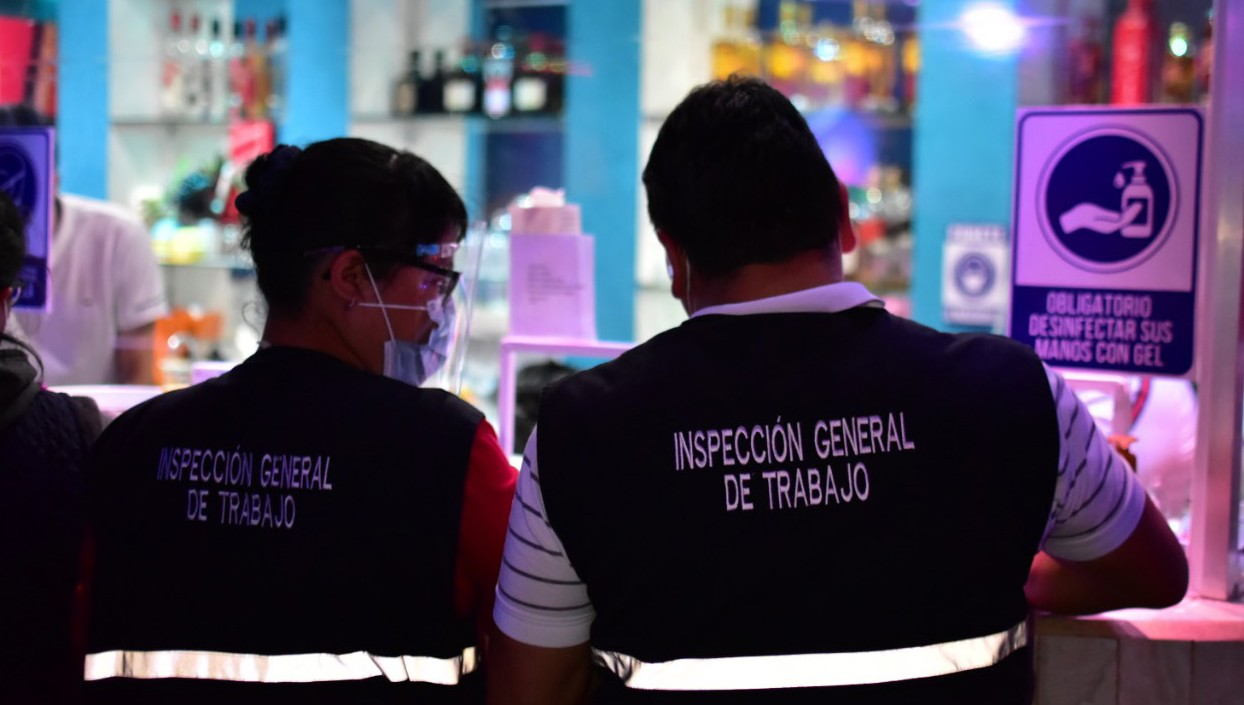 INSPECCIÓN GENERAL
DE TRABAJO
INSPECCIÓN GENERAL
DE TRABAJO
OBLIGATORIO
DESINFECTAR SUS
MANOS CON GEL